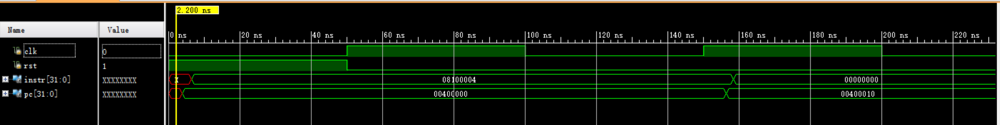 2.200 ns
Name Value
0 ns 20 ns 40 ns 60 ns 80 ns 100 ns 120 ns 140 ns 160 ns 180 ns 200 ns 220 ns
clk 0
rst 1
instr[31:0] XXXXXXXX X 08100004 00000000
pc[31:0] XXXXXXXX 00400000 00400010